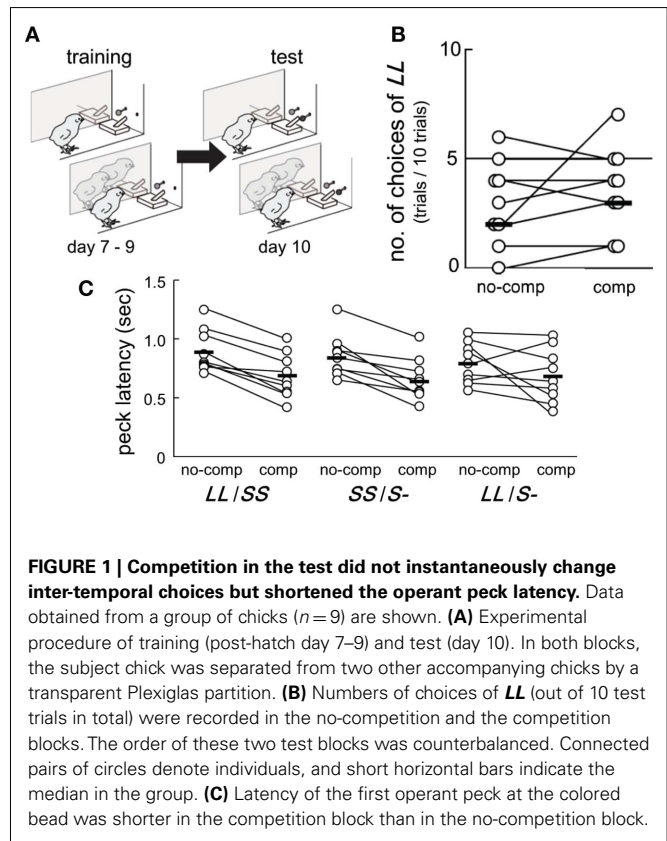 A
training
test
day 7 - 9
day 10
B
no. of choices of LL
(trials / 10 trials)
10
5
0
no-comp
comp
C
peck latency (sec)
1.5
1.0
0.5
0
no-comp comp no-comp comp no-comp comp
LL / SS SS / S- LL / S-
FIGURE 1 | Competition in the test did not instantaneously change
inter-temporal choices but shortened the operant peck latency. Data
obtained from a group of chicks (n = 9) are shown. (A) Experimental
procedure of training (post-hatch day 7–9) and test (day 10). In both blocks,
the subject chick was separated from two other accompanying chicks by a
transparent Plexiglas partition. (B) Numbers of choices of LL (out of 10 test
trials in total) were recorded in the no-competition and the competition
blocks. The order of these two test blocks was counterbalanced. Connected
pairs of circles denote individuals, and short horizontal bars indicate the
median in the group. (C) Latency of the first operant peck at the colored
bead was shorter in the competition block than in the no-competition block.